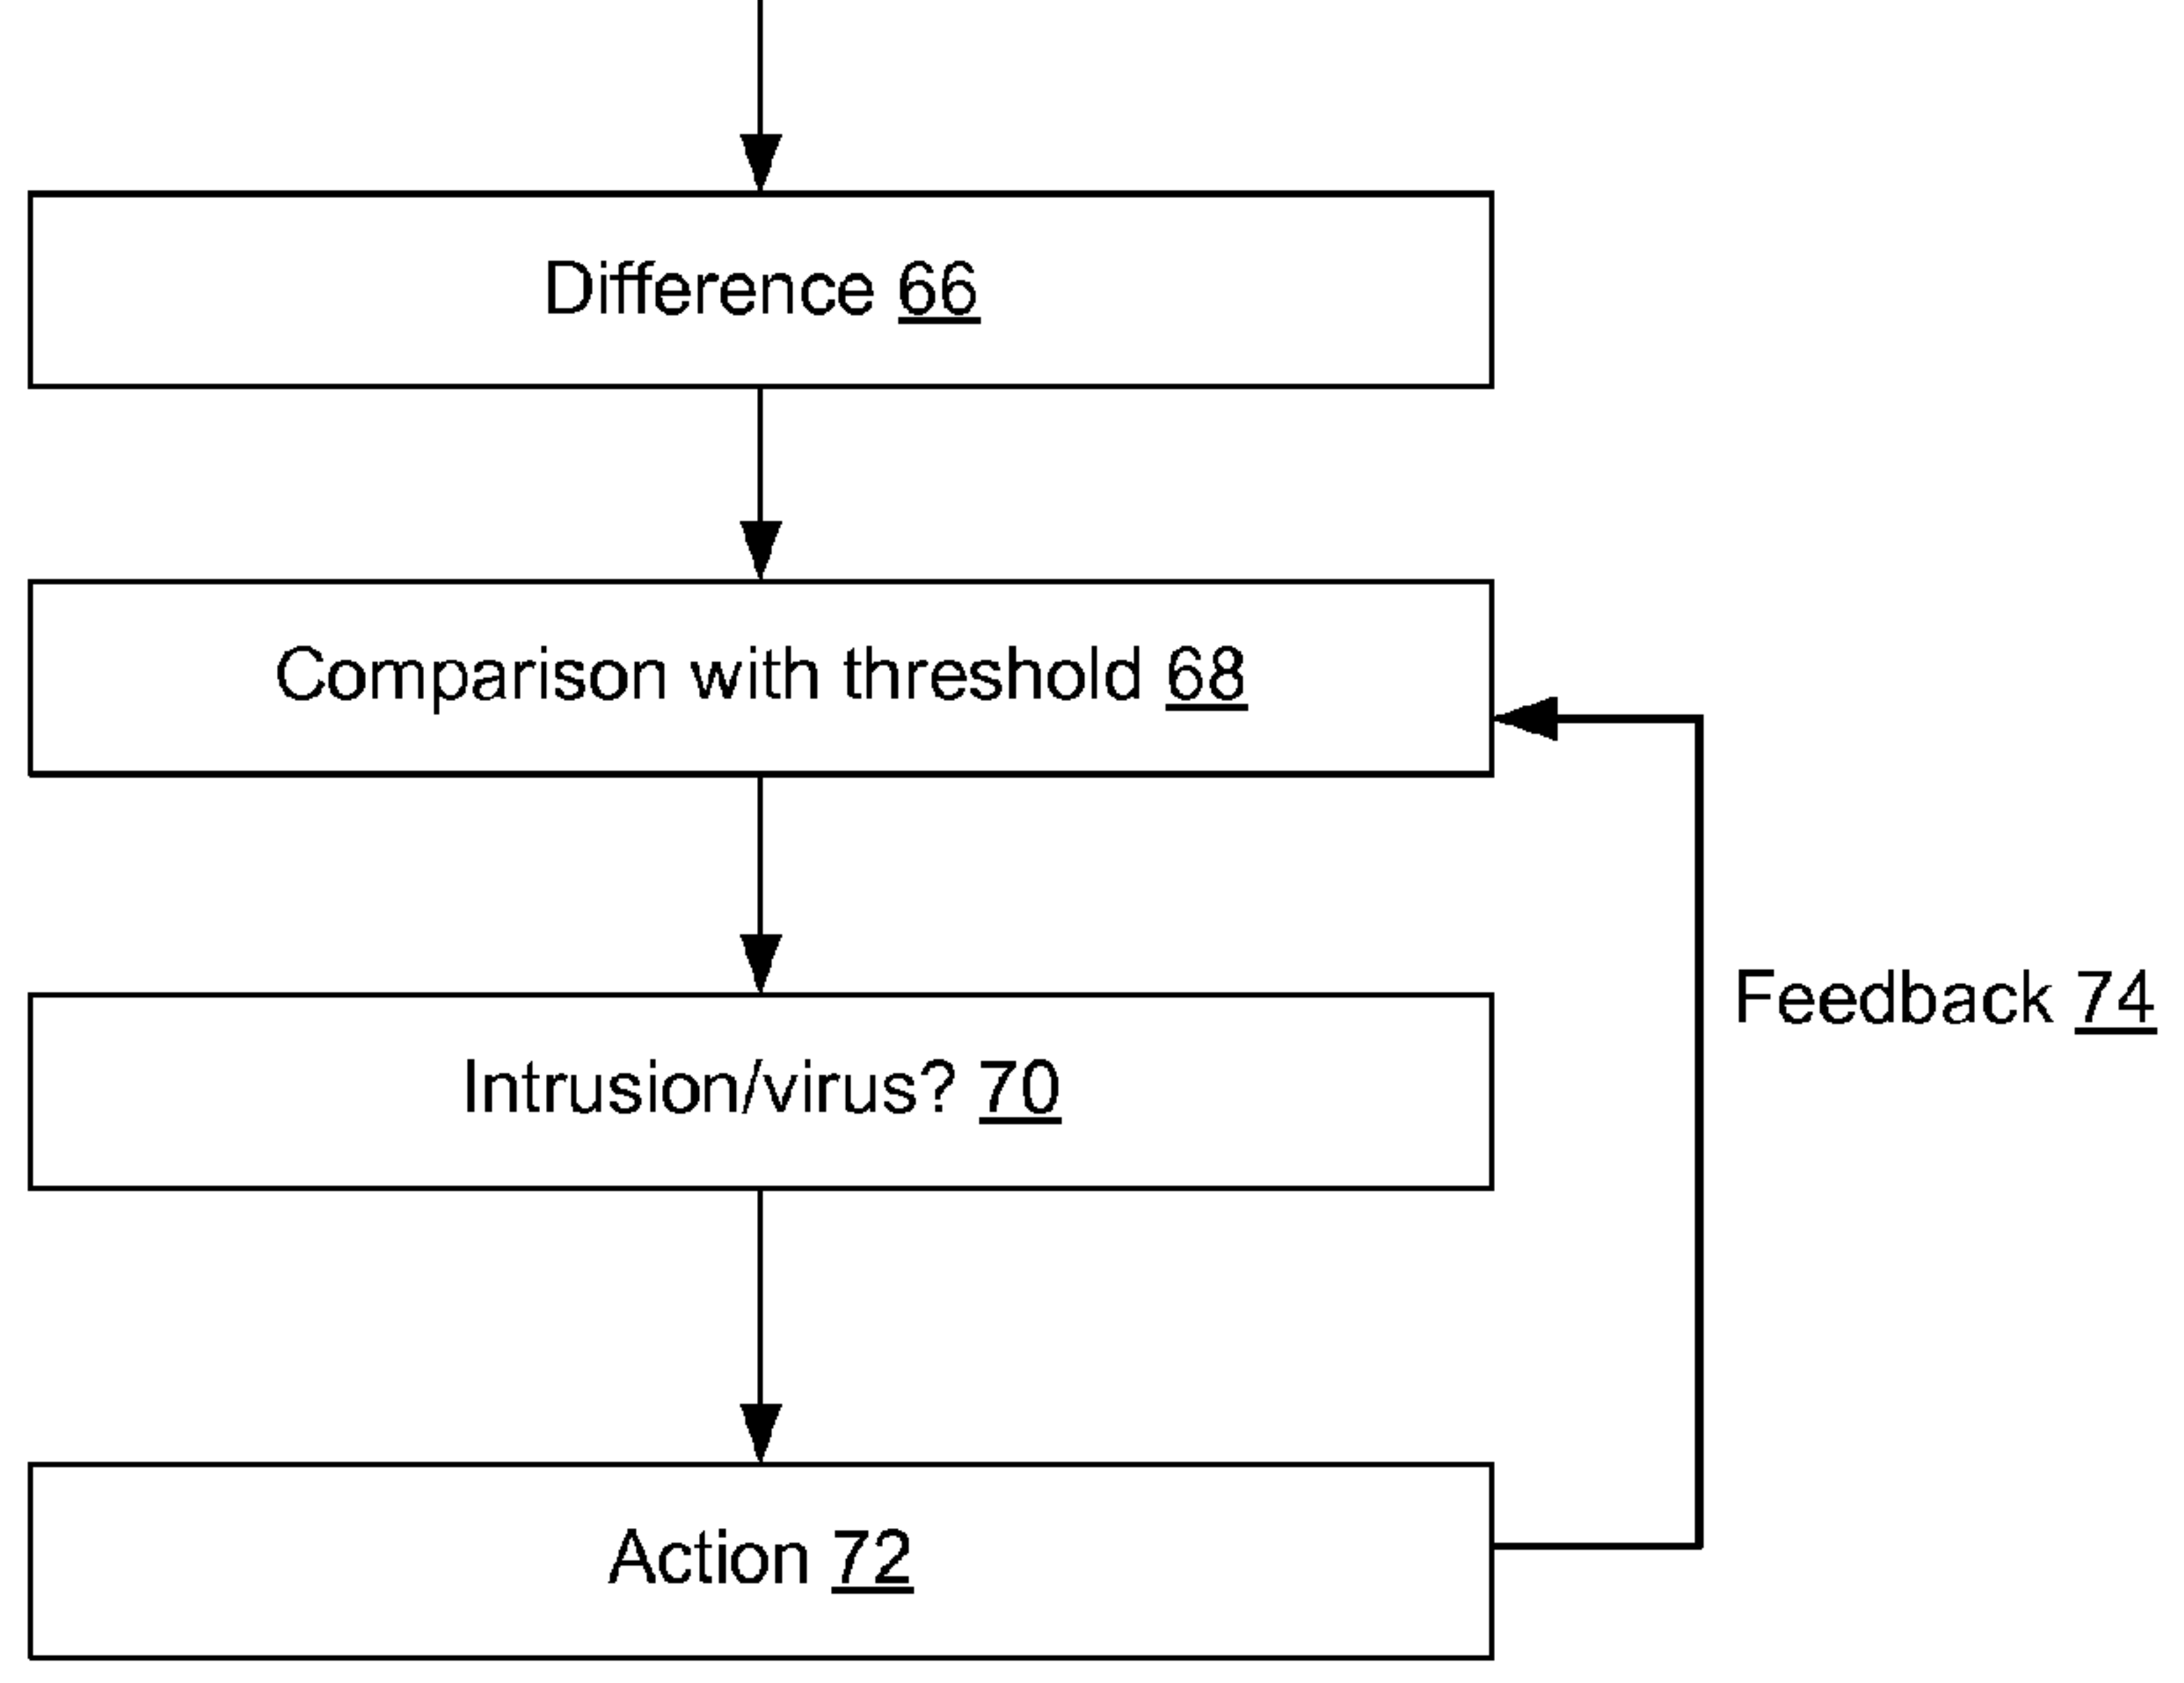 Difference 66
Comparison with threshold 68
Intrusion/virus? 70
Feedback 74
Action 72